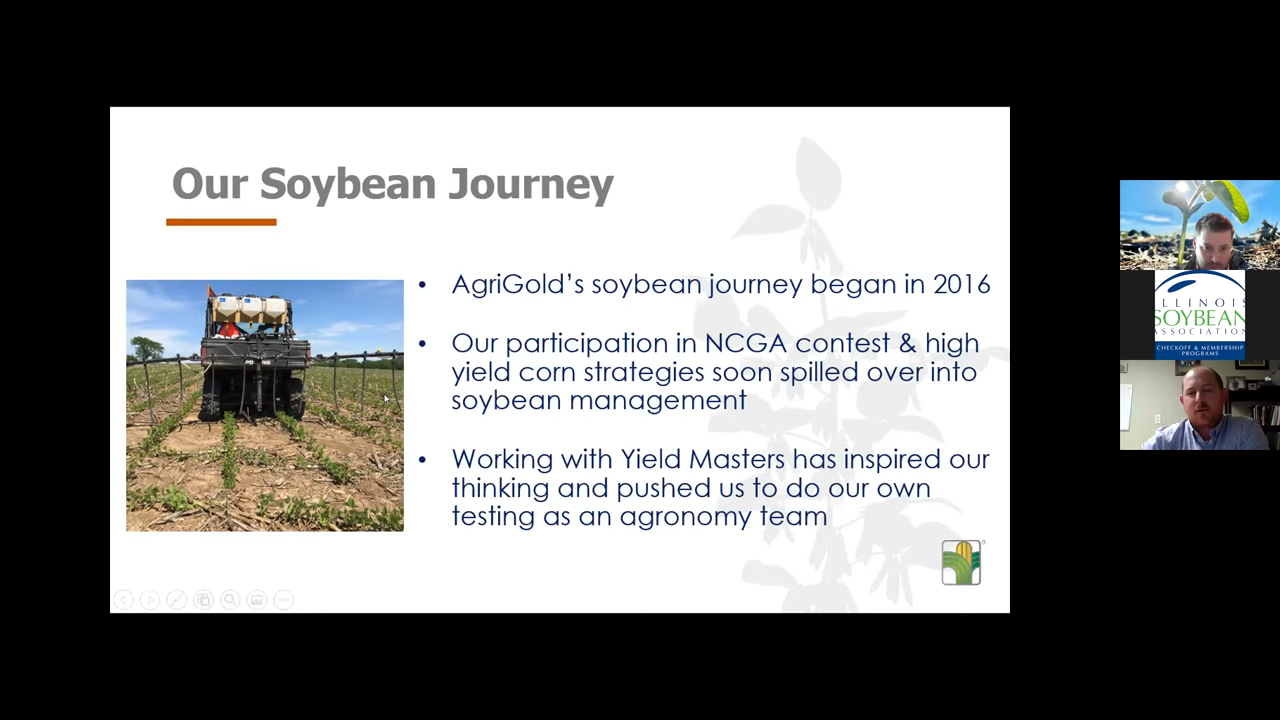 Our Soybean Journey
• AgriGold’s soybean journey began in 2016
• Our participation in NCGA contest & high
yield corn strategies soon spilled over into
soybean management
• Working with Yield Masters has inspired our
thinking and pushed us to do our own
testing as an agronomy team
ILLINOIS
SOYBEAN
ASSOCIATION
CHECKOFF & MEMBERSHIP
PROGRAMS